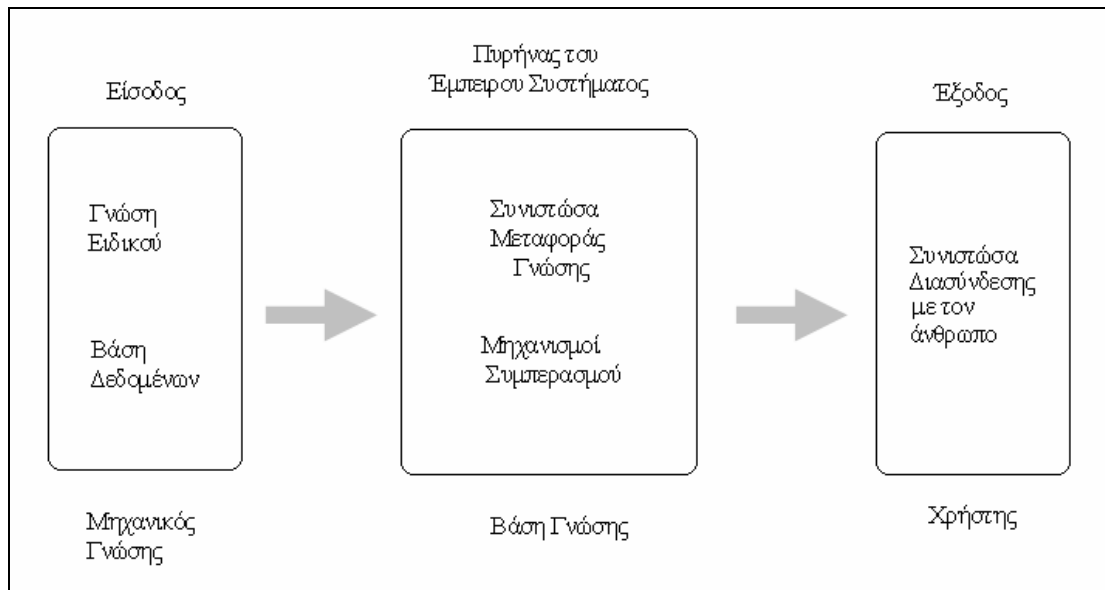 Είσοδος
Γνώση
Ειδικού
Βάση
Δεδομένων
Μηχανικός
Γνώσης
Πυρήνας του
Έμπειρου Συστήματος
Συνιστώσα
Μεταφοράς
Γνώσης
Μηχανισμοί
Συμπερασμού
Βάση Γνώσης
Έξοδος
Συνιστώσα
Διασύνδεσης
με τον
άνθρωπο
Χρήστης